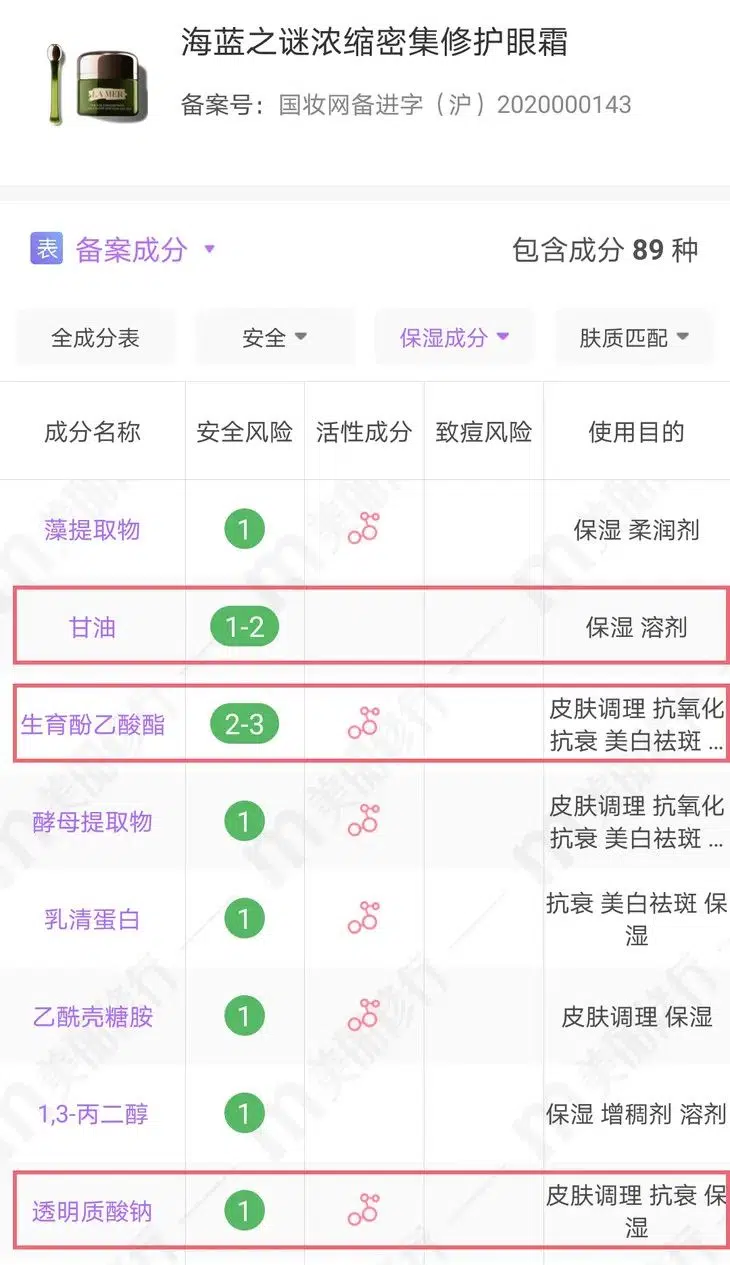 海蓝之谜浓缩密集修护眼霜
LA MER
备案号：国妆网备进字（沪）2020000143
表 备案成分 包含成分 89 种
全成分表 安全 保湿成分 肤质匹配
成分名称 安全风险 活性成分 致痘风险 使用目的
藻提取物 1 保湿 柔润剂
甘油 1-2 保湿 溶剂
生育酚乙酸酯 2-3 皮肤调理 抗氧化
抗衰 美白祛斑 ...
酵母提取物 1 皮肤调理 抗氧化
抗衰 美白祛斑 ...
乳清蛋白 1 抗衰 美白祛斑 保
湿
乙酰壳糖胺 1 皮肤调理 保湿
1,3-丙二醇 1 保湿 增稠剂 溶剂
透明质酸钠 1 皮肤调理 抗衰 保
湿
美丽修行